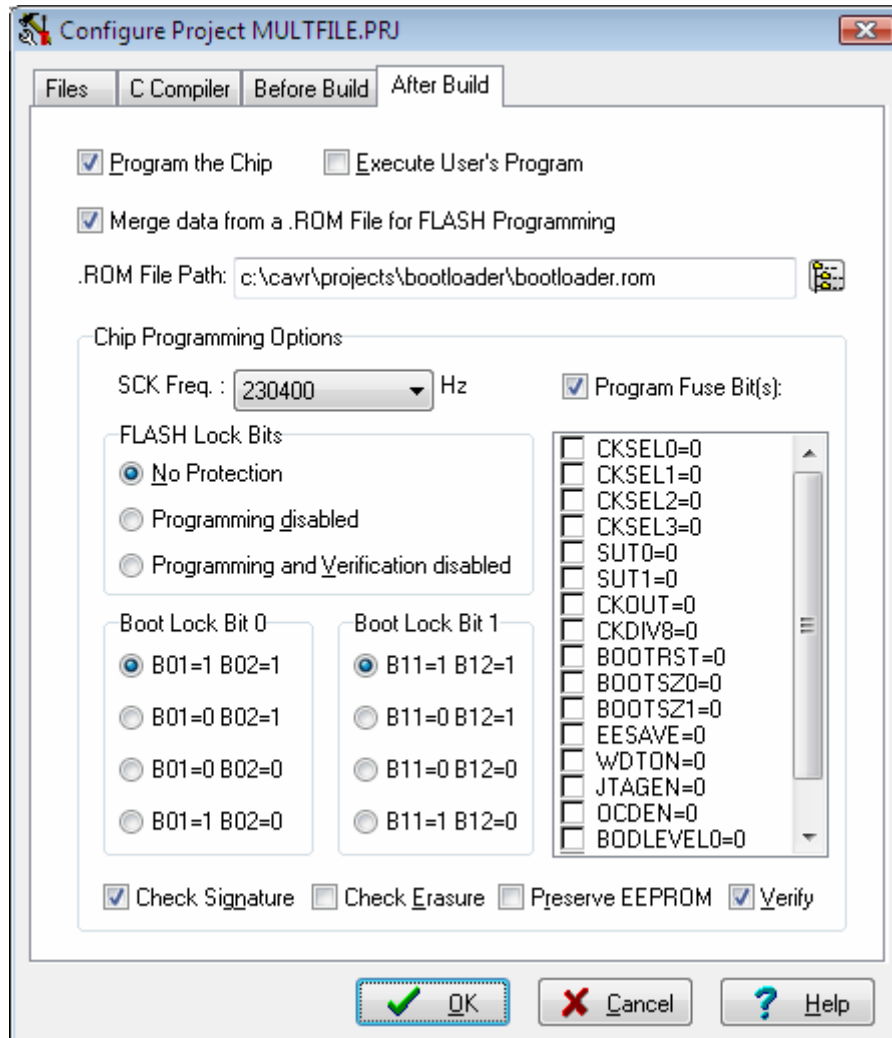 Configure Project MULTFILE.PRJ
Files C Compiler Before Build After Build
Program the Chip Execute User's Program
Merge data from a .ROM File for FLASH Programming
.ROM File Path: c:\cavr\projects\bootloader\bootloader.rom
Chip Programming Options
SCK Freq. : 230400 Hz Program Fuse Bit(s):
FLASH Lock Bits
No Protection
Programming disabled
Programming and Verification disabled
Boot Lock Bit 0
B01=1 B02=1
B01=0 B02=1
B01=0 B02=0
B01=1 B02=0
Boot Lock Bit 1
B11=1 B12=1
B11=0 B12=1
B11=0 B12=0
B11=1 B12=0
CKSEL0=0
CKSEL1=0
CKSEL2=0
CKSEL3=0
SUT0=0
SUT1=0
CKOUT=0
CKDIV8=0
BOOTRST=0
BOOTSZ0=0
BOOTSZ1=0
EESAVE=0
WDTON=0
JTAGEN=0
OCDEN=0
BODLEVEL0=0
Check Signature Check Erasure Preserve EEPROM Verify
OK Cancel ? Help